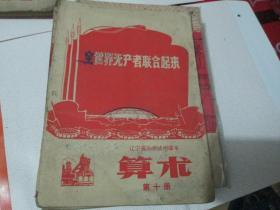 全世界无产者联合起来
辽宁省小学试用课本
算术
第十册